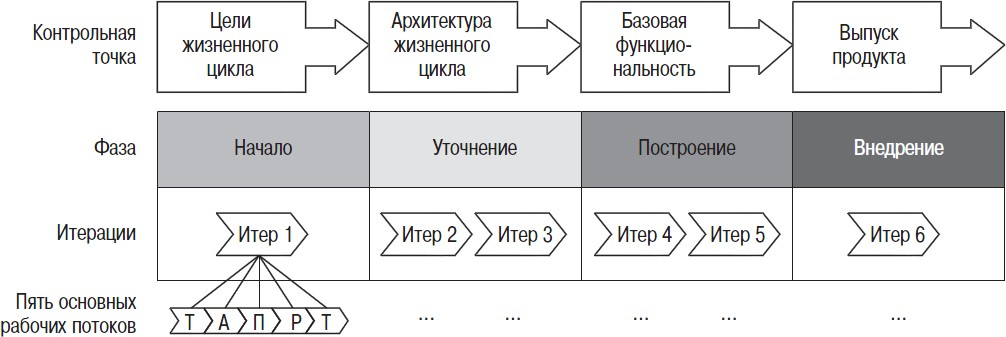 Контрольная
точка
Цели
жизненного
цикла
Архитектура
жизненного
цикла
Базовая
функцио-
нальность
Выпуск
продукта
Фаза
Начало
Уточнение
Построение
Внедрение
Итерации
Итер 1
Итер 2
Итер 3
Итер 4
Итер 5
Итер 6
Пять основных
рабочих потоков
Т А П Р Т
... ... ... ... ...